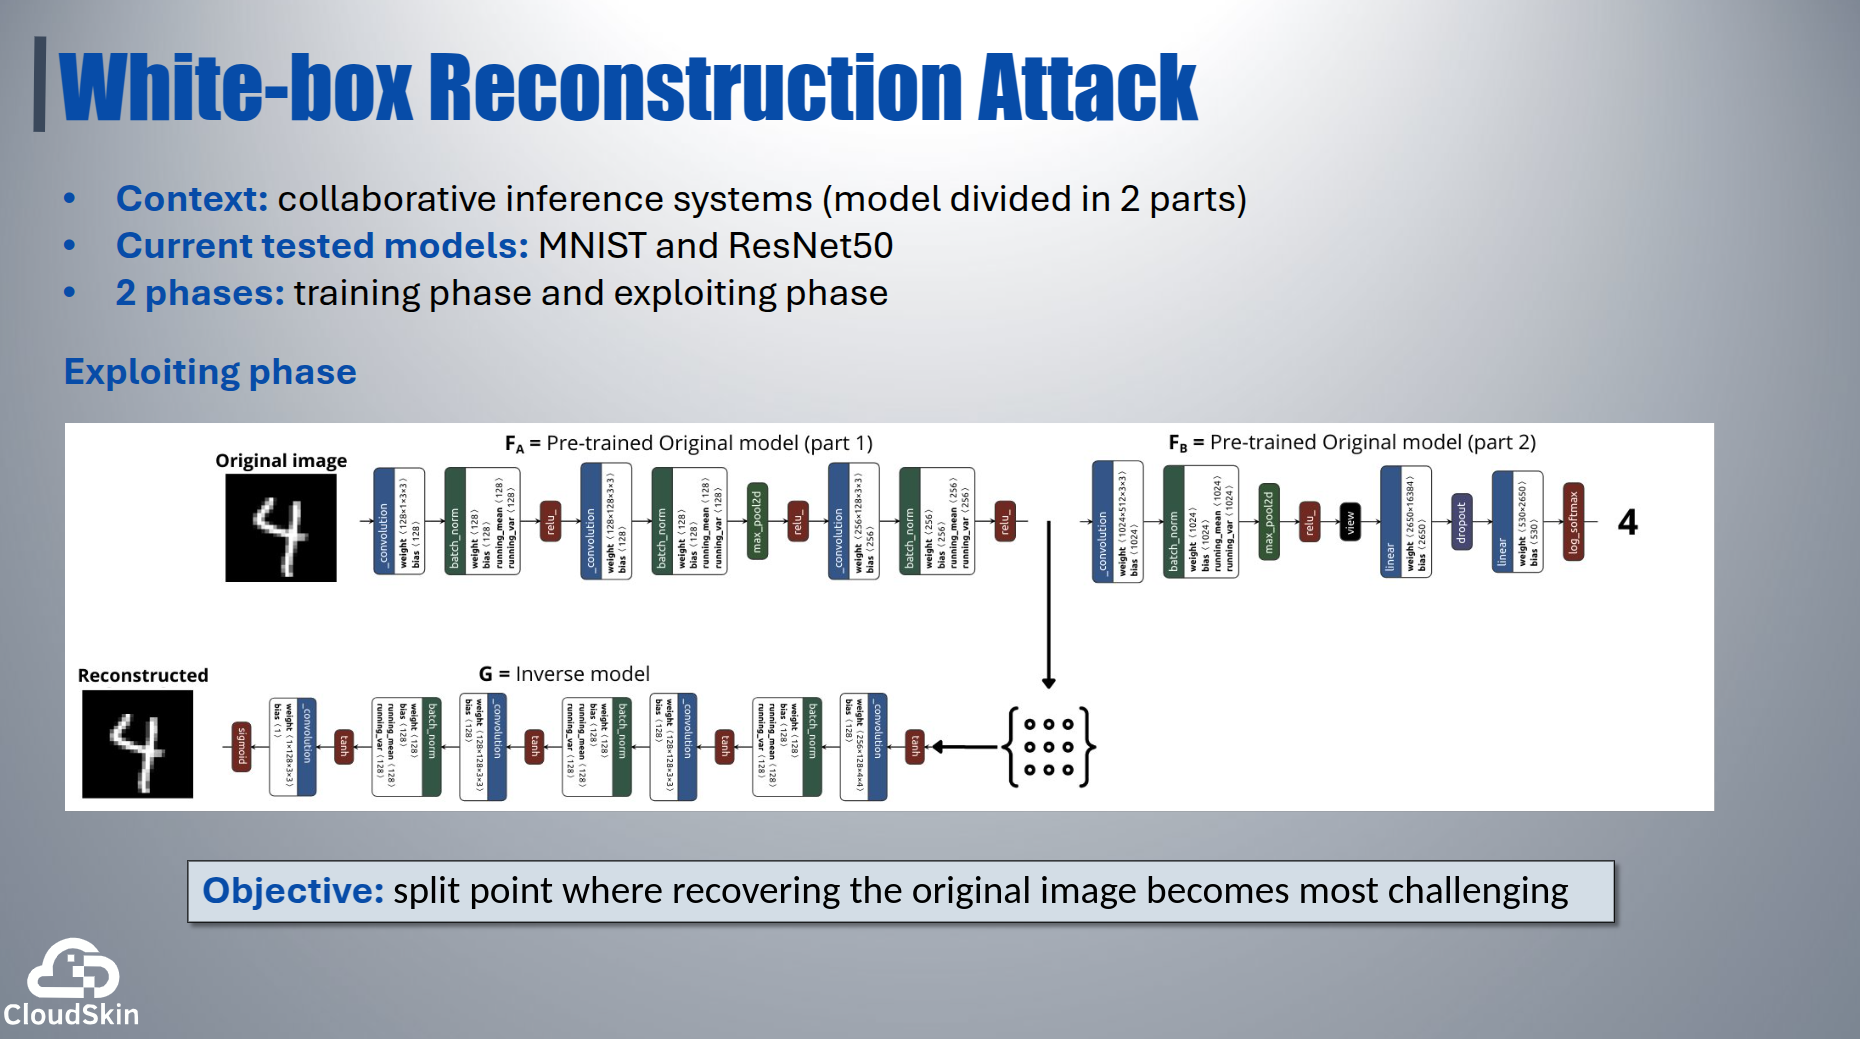 White-box Reconstruction Attack
• Context: collaborative inference systems (model divided in 2 parts)
• Current tested models: MNIST and ResNet50
• 2 phases: training phase and exploiting phase
Exploiting phase
F_A = Pre-trained Original model (part 1)
F_B = Pre-trained Original model (part 2)
Original image
_convolution
weight ⟨128×1×3×3⟩
bias ⟨128⟩
batch_norm
weight ⟨128⟩
bias ⟨128⟩
running_mean ⟨128⟩
running_var ⟨128⟩
relu_
_convolution
weight ⟨128×128×3×3⟩
bias ⟨128⟩
batch_norm
weight ⟨128⟩
bias ⟨128⟩
running_mean ⟨128⟩
running_var ⟨128⟩
max_pool2d
relu_
_convolution
weight ⟨256×128×3×3⟩
bias ⟨256⟩
batch_norm
weight ⟨256⟩
bias ⟨256⟩
running_mean ⟨256⟩
running_var ⟨256⟩
relu_
_convolution
weight ⟨1024×512×3×3⟩
bias ⟨1024⟩
batch_norm
weight ⟨1024⟩
bias ⟨1024⟩
running_mean ⟨1024⟩
running_var ⟨1024⟩
max_pool2d
relu_
view
linear
weight ⟨2650×16384⟩
bias ⟨2650⟩
dropout
linear
weight ⟨530×2650⟩
bias ⟨530⟩
log_softmax
4
4
Reconstructed
G = Inverse model
4
sigmoid
_convolution
weight ⟨1×128×3×3⟩
bias ⟨1⟩
tanh
batch_norm
weight ⟨128⟩
bias ⟨128⟩
running_mean ⟨128⟩
running_var ⟨128⟩
_convolution
weight ⟨128×128×3×3⟩
bias ⟨128⟩
tanh
batch_norm
weight ⟨128⟩
bias ⟨128⟩
running_mean ⟨128⟩
running_var ⟨128⟩
_convolution
weight ⟨128×128×3×3⟩
bias ⟨128⟩
tanh
batch_norm
weight ⟨128⟩
bias ⟨128⟩
running_mean ⟨128⟩
running_var ⟨128⟩
_convolution
weight ⟨256×128×4×4⟩
bias ⟨128⟩
tanh
Objective: split point where recovering the original image becomes most challenging
CloudSkin